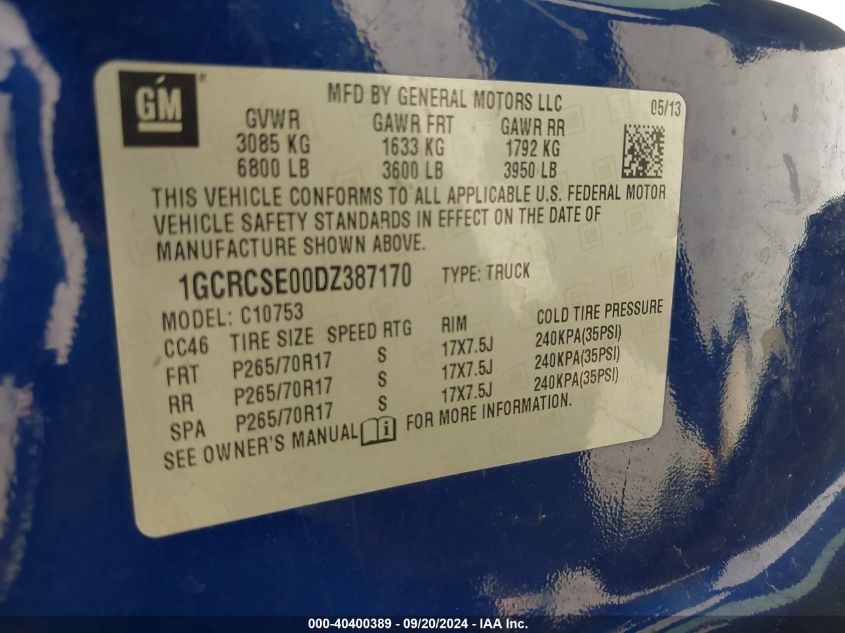 GM®
MFD BY GENERAL MOTORS LLC
05/13
GVWR GAWR FRT GAWR RR
3085 KG 1633 KG 1792 KG
6800 LB 3600 LB 3950 LB
THIS VEHICLE CONFORMS TO ALL APPLICABLE U.S. FEDERAL MOTOR
VEHICLE SAFETY STANDARDS IN EFFECT ON THE DATE OF
MANUFACTURE SHOWN ABOVE.
1GCRCSE00DZ387170 TYPE: TRUCK
MODEL: C10753
CC46 TIRE SIZE SPEED RTG RIM COLD TIRE PRESSURE
FRT P265/70R17 S 17X7.5J 240KPA(35PSI)
RR P265/70R17 S 17X7.5J 240KPA(35PSI)
SPA P265/70R17 S 17X7.5J 240KPA(35PSI)
SEE OWNER'S MANUAL i FOR MORE INFORMATION.
000-40400389 - 09/20/2024 - IAA Inc.